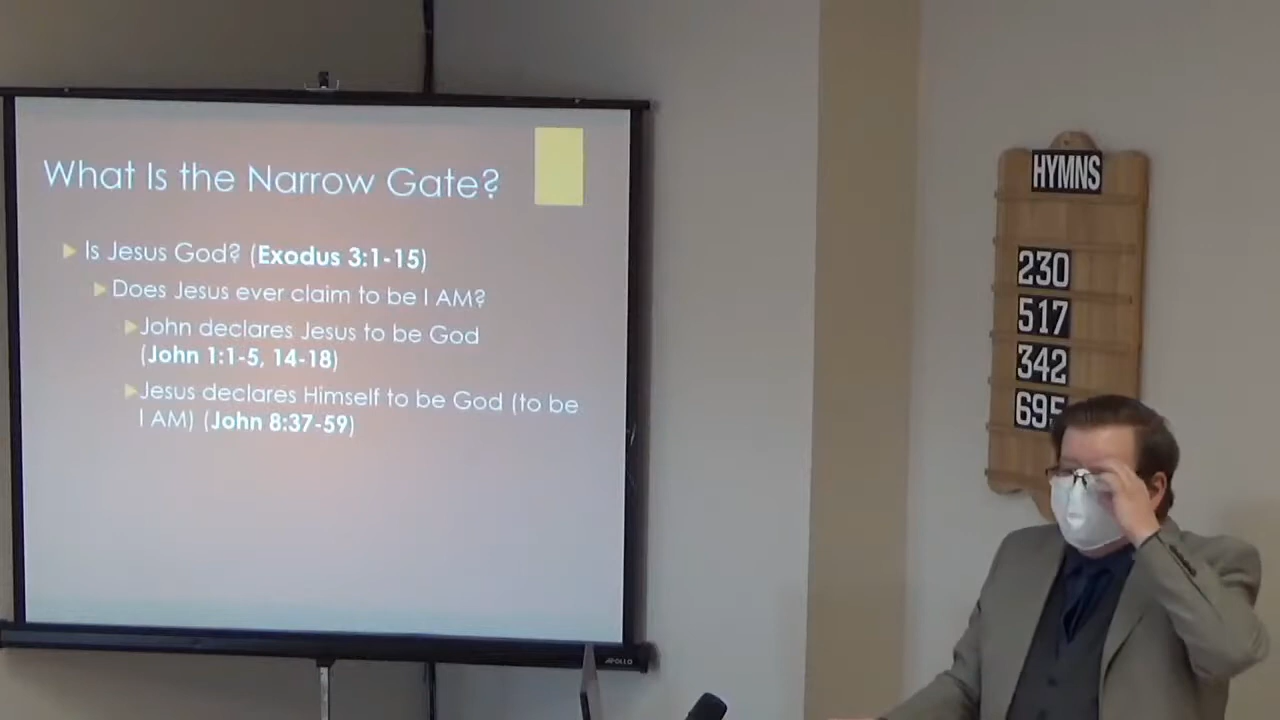 What Is the Narrow Gate?
Is Jesus God? (Exodus 3:1-15)
Does Jesus ever claim to be I AM?
John declares Jesus to be God
(John 1:1-5, 14-18)
Jesus declares Himself to be God (to be
I AM) (John 8:37-59)
APOLLO
HYMNS
230
517
342
695